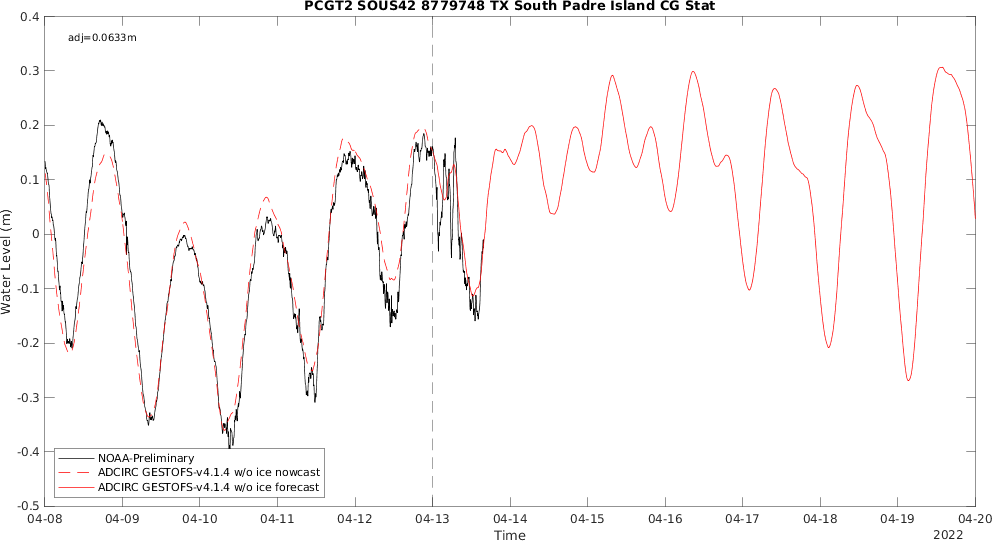 PCGT2 SOUS42 8779748 TX South Padre Island CG Stat
adj=0.0633m
0.4
0.3
0.2
0.1
0
-0.1
-0.2
-0.3
-0.4
-0.5
Water Level (m)
NOAA-Preliminary
ADCIRC GESTOFS-v4.1.4 w/o ice nowcast
ADCIRC GESTOFS-v4.1.4 w/o ice forecast
04-08 04-09 04-10 04-11 04-12 04-13 04-14 04-15 04-16 04-17 04-18 04-19 04-20
Time
2022